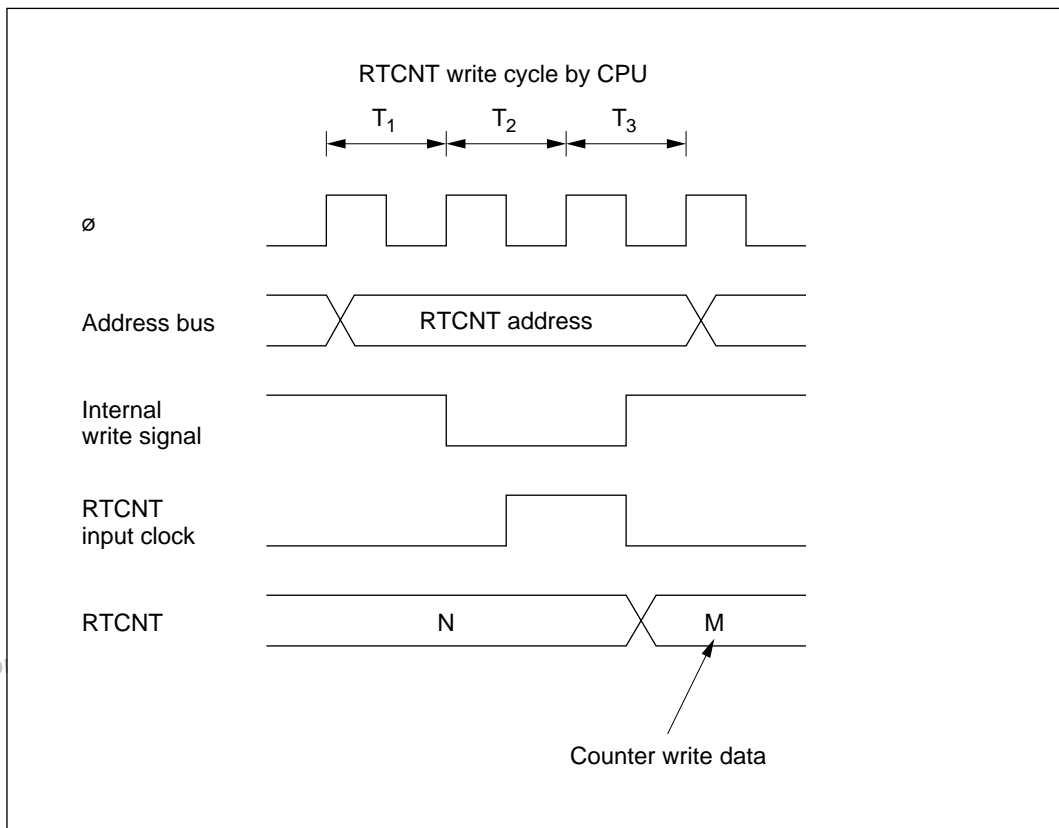 RTCNT write cycle by CPU
T1 T2 T3
ø
Address bus
RTCNT address
Internal
write signal
RTCNT
input clock
RTCNT
N
M
Counter write data